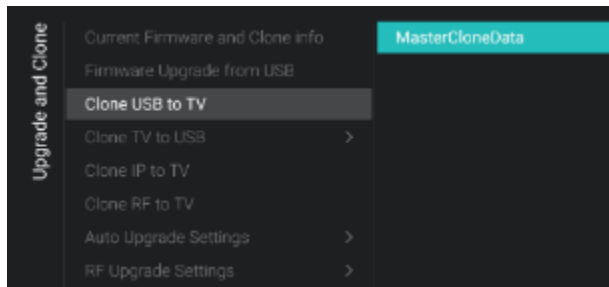 Upgrade and Clone
Current Firmware and Clone info
Firmware Upgrade from USB
Clone USB to TV
Clone TV to USB >
Clone IP to TV
Clone RF to TV
Auto Upgrade Settings >
RF Upgrade Settings >
MasterCloneData